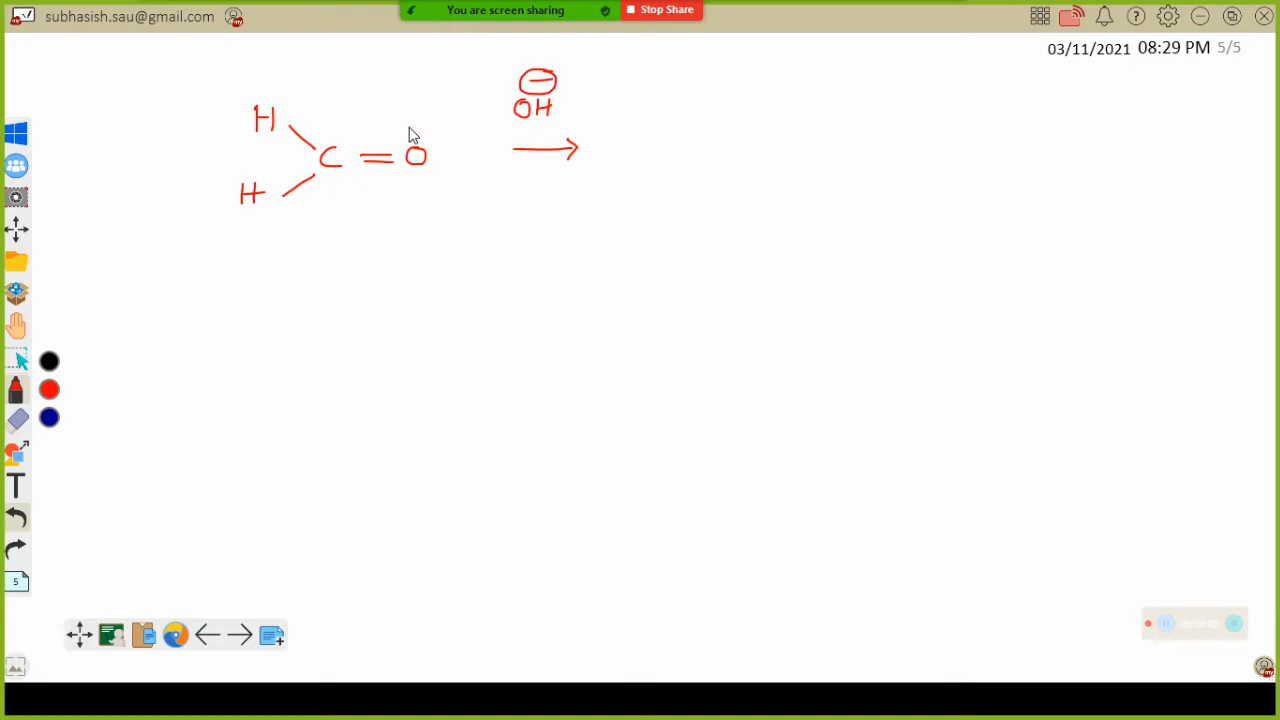 subhasish.sau@gmail.com
You are screen sharing
Stop Share
03/11/2021 08:29 PM 5/5
⊖
OH
H
C = O →
H
T
5